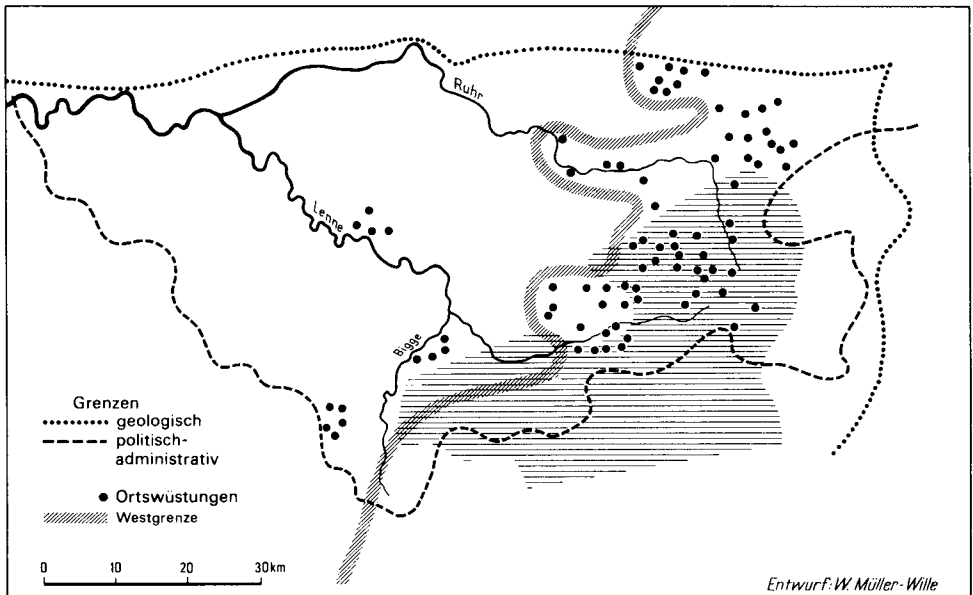 Ruhr
Lenne
Bigge
Grenzen
geologisch
politisch-
administrativ
Ortswüstungen
Westgrenze
0 10 20 30km
Entwurf: W. Müller-Wille